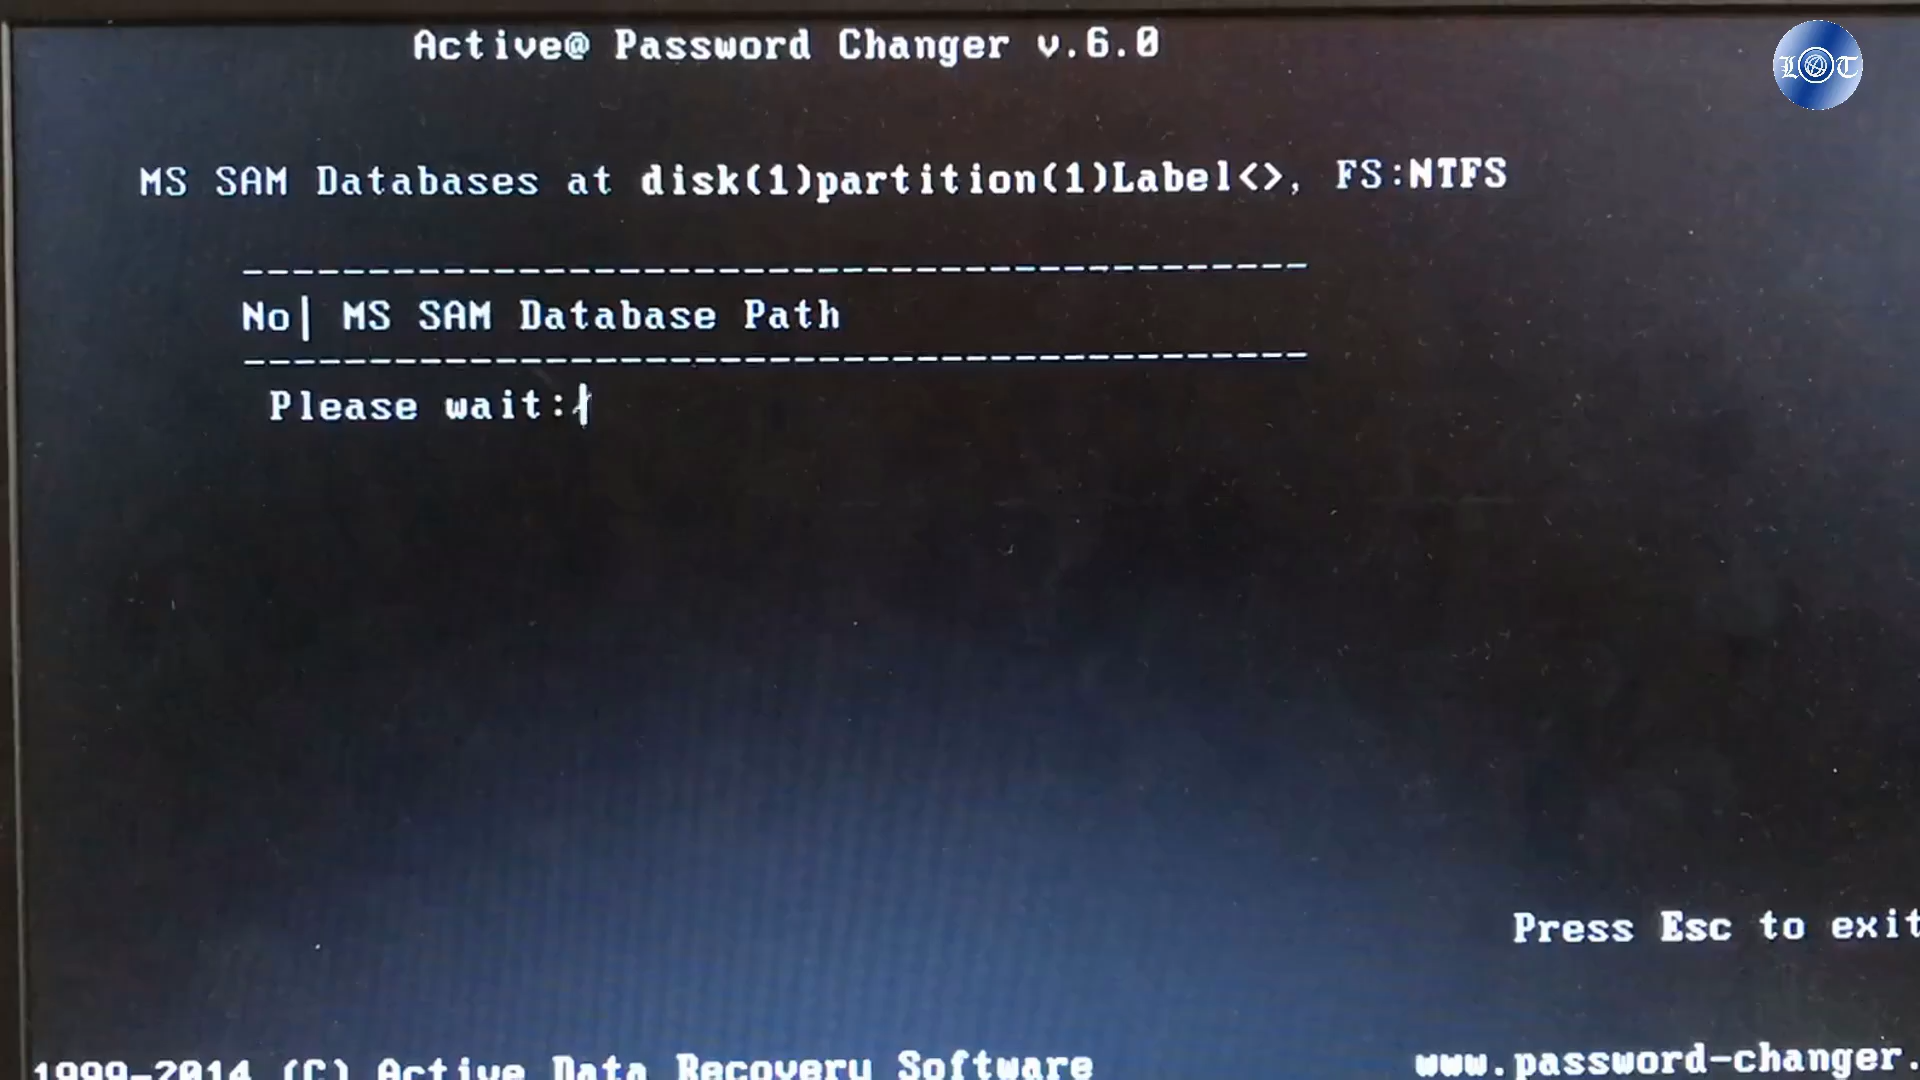 Active@ Password Changer v.6.0
LOT
MS SAM Databases at disk(1)partition(1)Label<>, FS:NTFS
----------------------------------------
No| MS SAM Database Path
----------------------------------------
Please wait:
Press Esc to exit
1999-2014 (C) Active Data Recovery Software
www.password-changer.